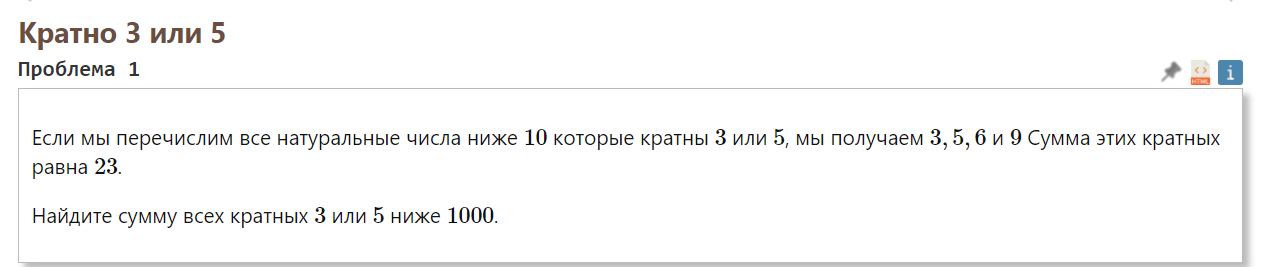 Кратно 3 или 5
Проблема 1
HTML
i
Если мы перечислим все натуральные числа ниже 10 которые кратны 3 или 5, мы получаем 3, 5, 6 и 9 Сумма этих кратных
равна 23.
Найдите сумму всех кратных 3 или 5 ниже 1000.